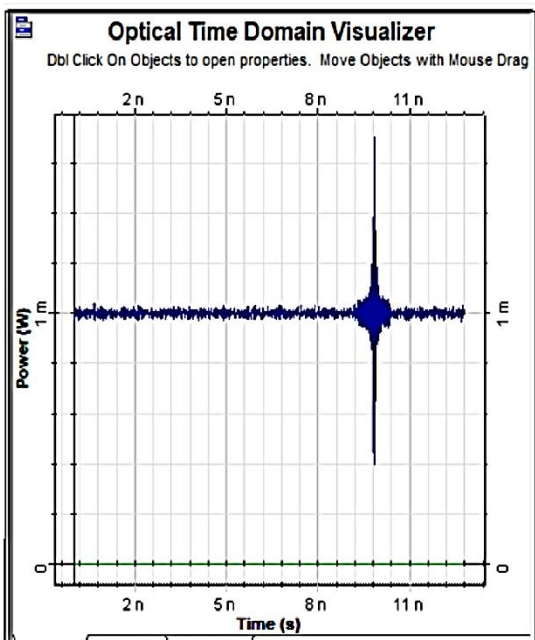 Optical Time Domain Visualizer
Dbl Click On Objects to open properties. Move Objects with Mouse Drag
2 n 5 n 8 n 11 n
Power (W)
1 m
1 m
0
0
2 n 5 n 8 n 11 n
Time (s)